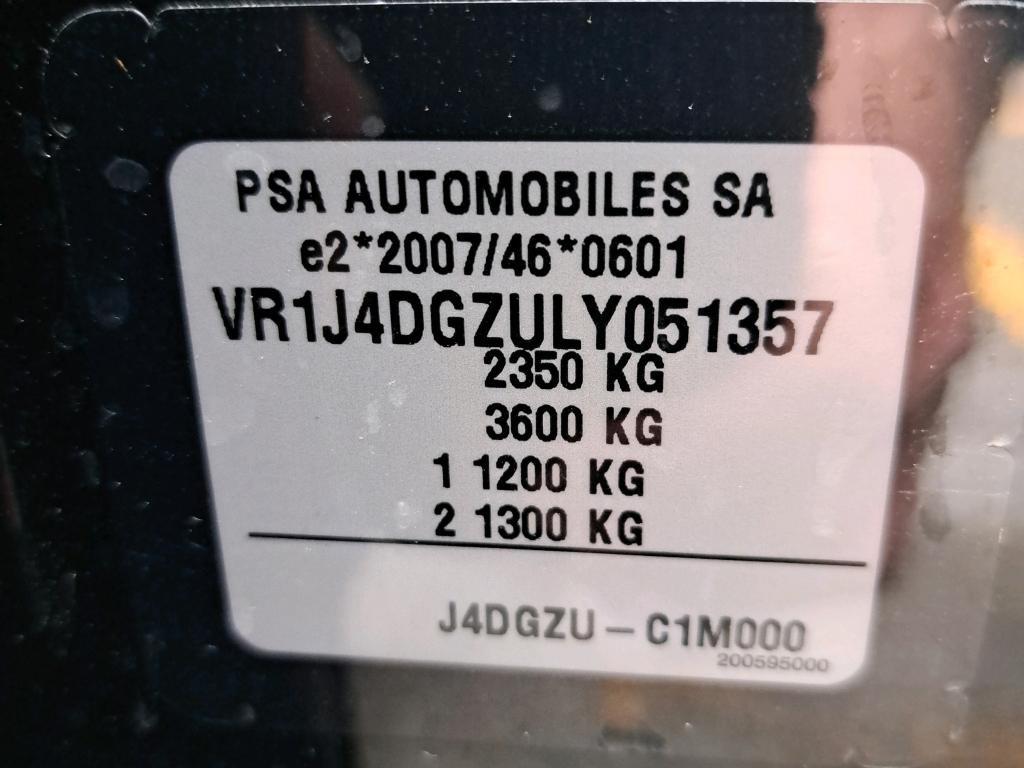 PSA AUTOMOBILES SA
e2*2007/46*0601
VR1J4DGZULY051357
2350 KG
3600 KG
1 1200 KG
2 1300 KG
J4DGZU – C1M000
200595000